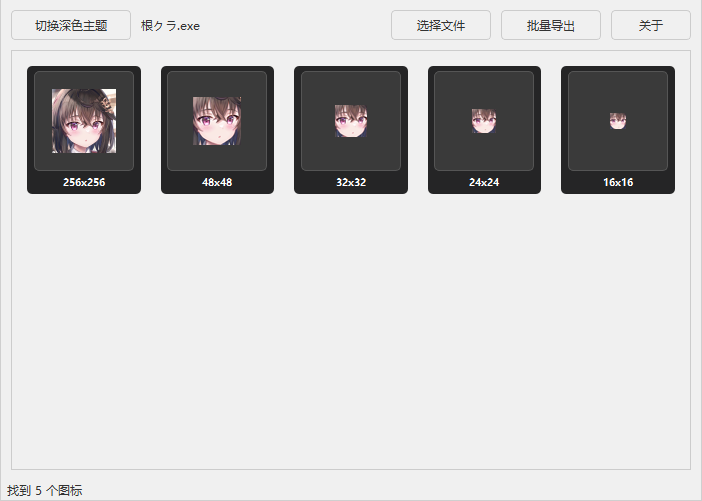 切换深色主题 根クラ.exe 选择文件 批量导出 关于
256x256 48x48 32x32 24x24 16x16
找到 5 个图标